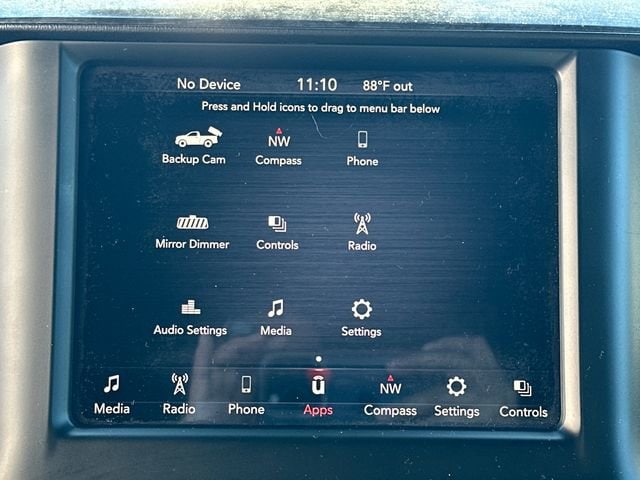 No Device 11:10 88°F out
Press and Hold icons to drag to menu bar below
NW
Backup Cam Compass Phone
Mirror Dimmer Controls Radio
Audio Settings Media Settings
NW
Media Radio Phone Apps Compass Settings Controls